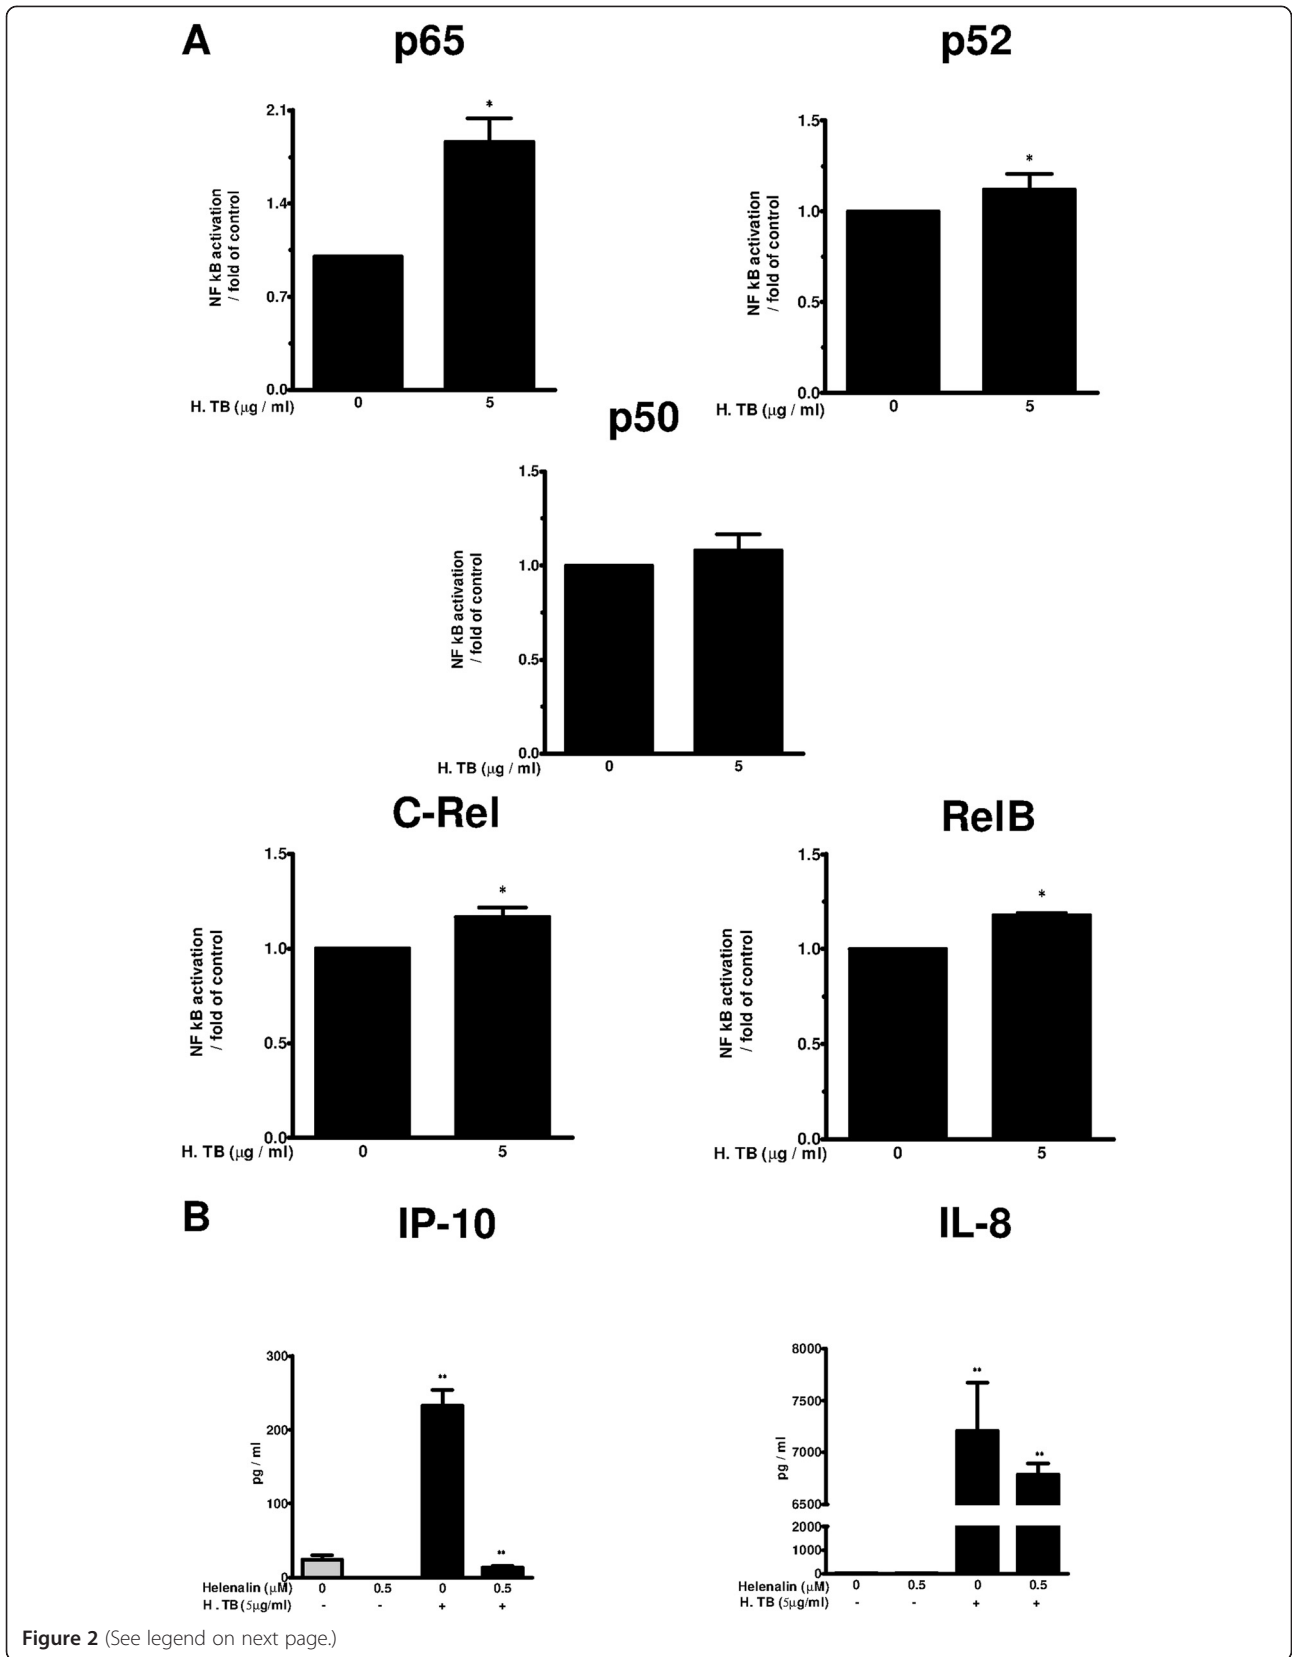 A
p65
p52
2.1
1.4
0.7
0.0
NF kB activation
/ fold of control
*
H. TB (μg / ml)
0
5
1.5
1.0
0.5
0.0
NF kB activation
/ fold of control
*
H. TB (μg / ml)
0
5
p50
1.5
1.0
0.5
0.0
NF kB activation
/ fold of control
H. TB (μg / ml)
0
5
C-Rel
RelB
1.5
1.0
0.5
0.0
NF kB activation
/ fold of control
*
H. TB (μg / ml)
0
5
1.5
1.0
0.5
0.0
NF kB activation
/ fold of control
*
H. TB (μg / ml)
0
5
B
IP-10
IL-8
300
200
100
0
pg / ml
**
**
Helenalin (μM) 0 0.5 0 0.5
H . TB (5μg/ml) - - + +
8000
7500
7000
6500
2000
1000
0
pg / ml
**
**
Helenalin (μM) 0 0.5 0 0.5
H. TB (5μg/ml) - - + +
Figure 2 (See legend on next page.)